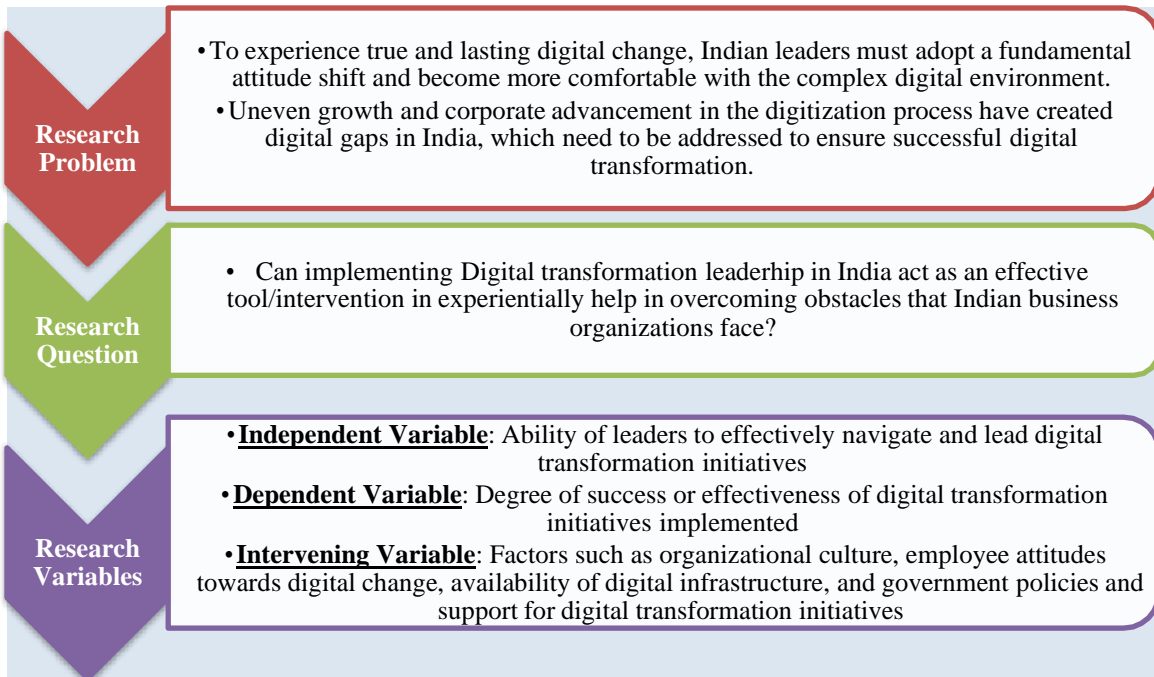 Research
Problem
• To experience true and lasting digital change, Indian leaders must adopt a fundamental
attitude shift and become more comfortable with the complex digital environment.
• Uneven growth and corporate advancement in the digitization process have created
digital gaps in India, which need to be addressed to ensure successful digital
transformation.
Research
Question
• Can implementing Digital transformation leaderhip in India act as an effective
tool/intervention in experientially help in overcoming obstacles that Indian business
organizations face?
Research
Variables
• Independent Variable: Ability of leaders to effectively navigate and lead digital
transformation initiatives
• Dependent Variable: Degree of success or effectiveness of digital transformation
initiatives implemented
• Intervening Variable: Factors such as organizational culture, employee attitudes
towards digital change, availability of digital infrastructure, and government policies and
support for digital transformation initiatives